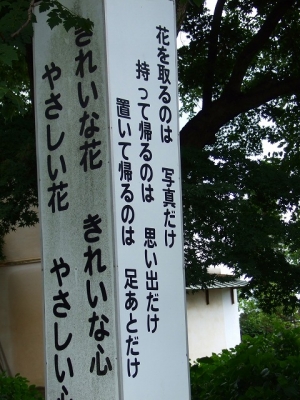 花を取るのは　写真だけ
持って帰るのは　思い出だけ
置いて帰るのは　足あとだけ
きれいな花　きれいな心
やさしい花　やさしい心